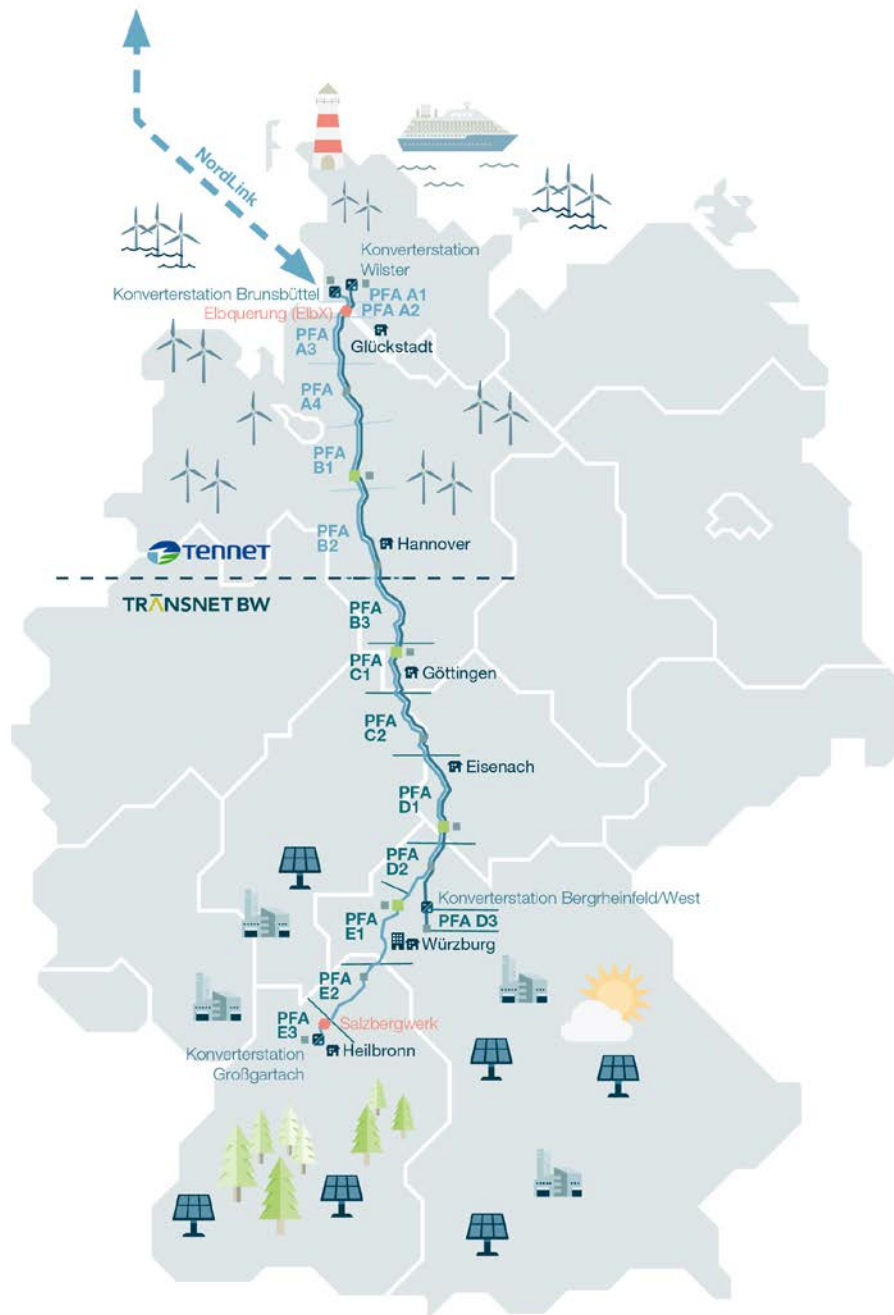 NordLink
Konverterstation
Wilster
Konverterstation Brunsbüttel
PFA A1
Elbquerung (ElbX)
PFA A2
PFA
A3
Glückstadt
PFA
A4
PFA
B1
PFA
B2
Hannover
TENNET
TRANSNET BW
PFA
B3
PFA
C1
Göttingen
PFA
C2
Eisenach
PFA
D1
PFA
D2
Konverterstation Bergrheinfeld/West
PFA D3
PFA
E1
Würzburg
PFA
E2
PFA
E3
Salzbergwerk
Konverterstation
Großgartach
Heilbronn